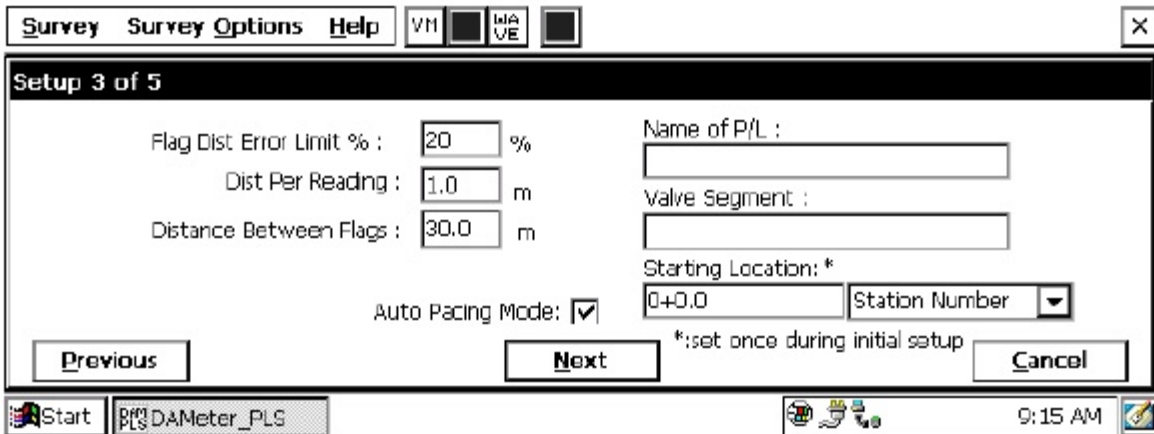 Survey Survey Options Help VM WAVE
Setup 3 of 5
Flag Dist Error Limit % : 20 %
Dist Per Reading : 1.0 m
Distance Between Flags : 30.0 m
Auto Pacing Mode:
Name of P/L :
Valve Segment :
Starting Location: *
0+0.0 Station Number
*:set once during initial setup
Previous Next Cancel
Start DAMeter_PLS 9:15 AM